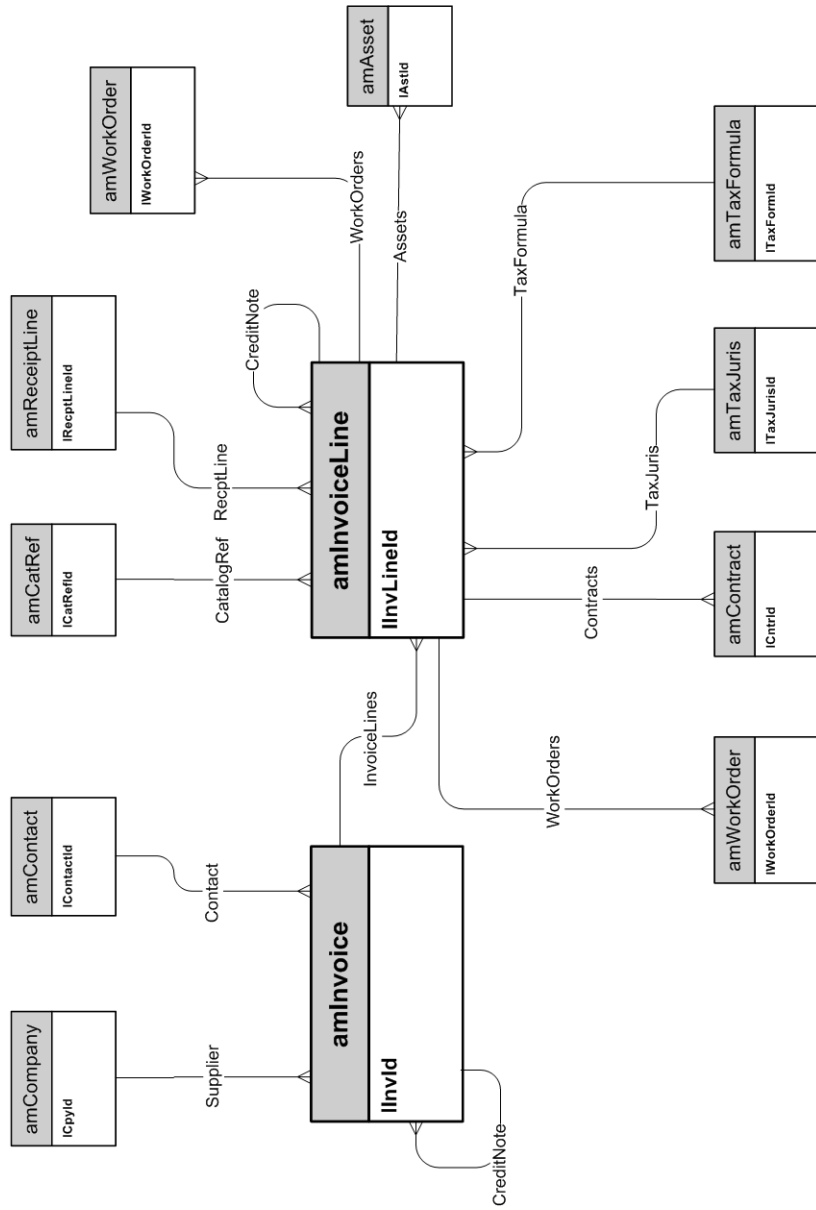 amCompany
lCpyId
Supplier
amContact
lContactId
Contact
amCatRef
lCatRefId
CatalogRef
amReceiptLine
lRecptLineId
RecptLine
amWorkOrder
lWorkOrderId
WorkOrders
amAsset
lAstId
Assets
CreditNote
amInvoice
lInvId
CreditNote
InvoiceLines
amInvoiceLine
lInvLineId
WorkOrders
amWorkOrder
lWorkOrderId
Contracts
amContract
lCntrId
TaxJuris
amTaxJuris
lTaxJurisId
TaxFormula
amTaxFormula
lTaxFormId